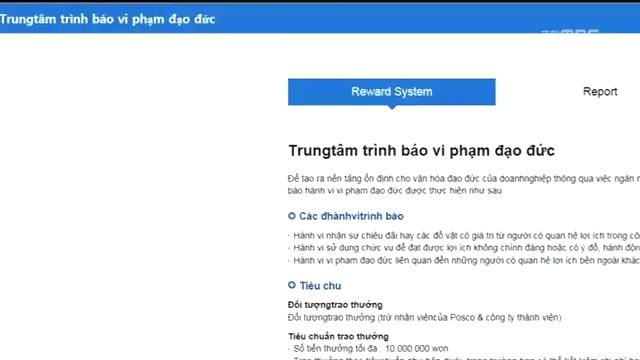 Trungtâm trình báo vi phạm đạo đức
Reward System
Report
Trungtâm trình báo vi phạm đạo đức
Để tạo ra nền tảng ổn định cho văn hóa đạo đức của doanhnghiệp thông qua việc ngăn
báo hành vi vi phạm đạo đức được thực hiện như sau
Các đhànhvitrình bào
· Hành vi nhận sự chiêu đãi hay các đồ vật có giá trị từ người có quan hệ lợi ích trong
· Hành vi sử dụng chức vụ để đạt được lợi ích không chính đáng hoặc có ý đồ, hành
· Hành vi vi phạm đạo đức liên quan đến những người có quan hệ lợi ích bên ngoài khác
Tiêu chu
Đối tượngtrao thưởng
Đối tượngtrao thưởng (trừ nhân viêncủa Posco & công ty thành viên)
Tiêu chuẩn trao thưởng
· Số tiền thưởng tối đa : 10.000.000 won